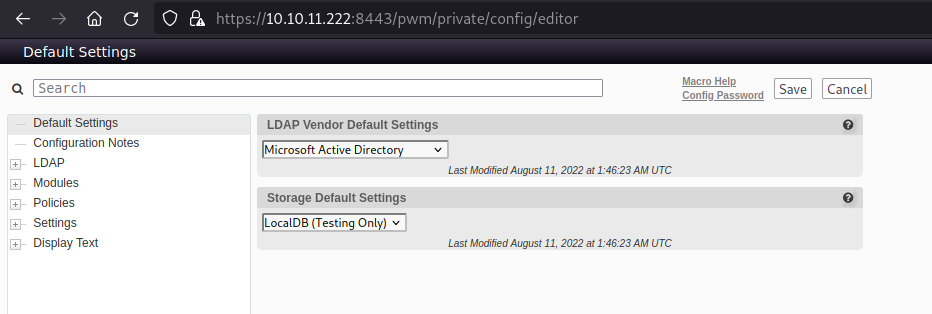 https://10.10.11.222:8443/pwm/private/config/editor
Default Settings
Search
Macro Help
Config Password
Save
Cancel
Default Settings
Configuration Notes
LDAP
Modules
Policies
Settings
Display Text
LDAP Vendor Default Settings
Microsoft Active Directory
Last Modified August 11, 2022 at 1:46:23 AM UTC
Storage Default Settings
LocalDB (Testing Only)
Last Modified August 11, 2022 at 1:46:23 AM UTC